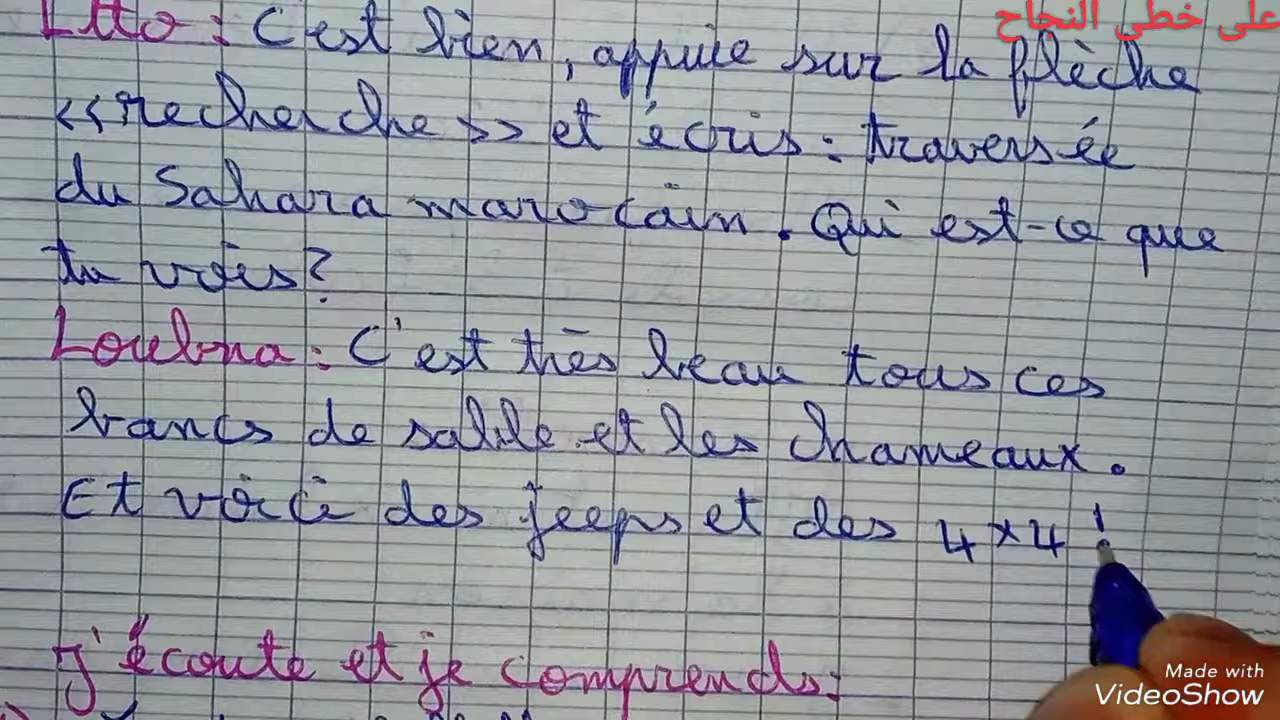 على خطى النجاح
Itto : C'est bien, appuie sur la flèche
<<recherche>> et écris : traversée
du Sahara marocain. Qui est-ce que
tu vois?
Loubna : C'est très beau tous ces
bancs de sable et les chameaux.
Et voici des jeeps et des 4x4 !
J'écoute et je comprends :
Made with
VideoShow